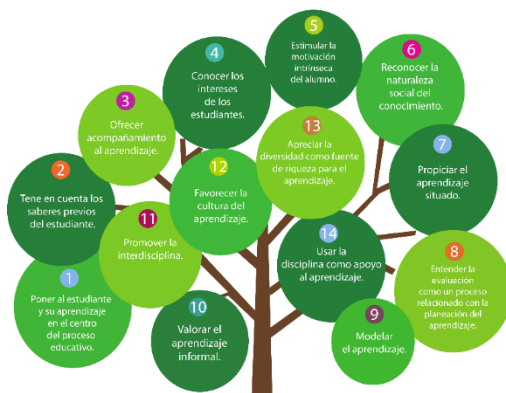 1
Poner al estudiante
y su aprendizaje
en el centro
del proceso
educativo.
2
Tene en cuenta los
saberes previos
del estudiante.
3
Ofrecer
acompañamiento
al aprendizaje.
4
Conocer los
intereses
de los
estudiantes.
5
Estimular la
motivación
intrínseca
del alumno.
6
Reconocer la
naturaleza
social del
conocimiento.
7
Propiciar el
aprendizaje
situado.
8
Entender la
evaluación
como un proceso
relacionado con la
planeación del
aprendizaje.
9
Modelar
el aprendizaje.
10
Valorar el
aprendizaje
informal.
11
Promover la
interdisciplina.
12
Favorecer la
cultura del
aprendizaje.
13
Apreciar la
diversidad como fuente
de riqueza para el
aprendizaje.
14
Usar la
disciplina como apoyo
al aprendizaje.